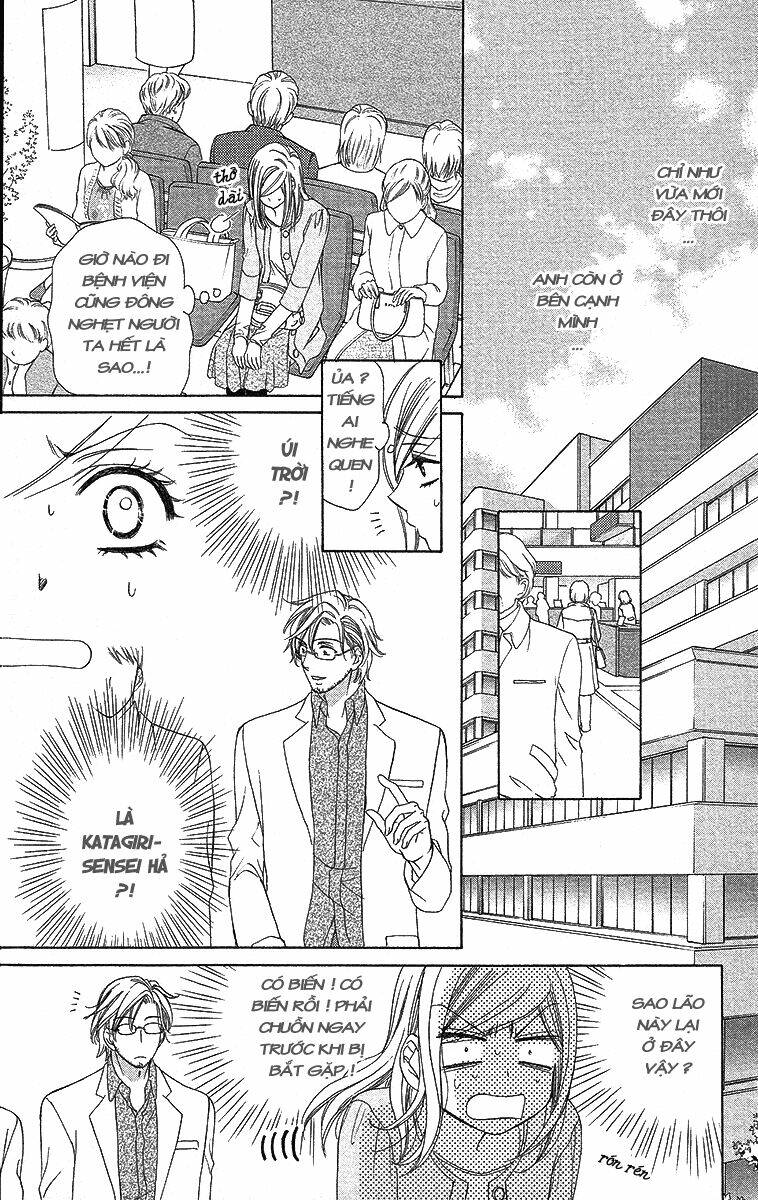 CHỈ NHƯ
VỪA MỚI
ĐÂY THÔI
...
ANH CÒN Ở
BÊN CẠNH
MÌNH
...
thở
dài
GIỜ NÀO ĐI
BỆNH VIỆN
CŨNG ĐÔNG
NGHẸT NGƯỜI
TA HẾT LÀ
SAO...!
ỦA ?
TIẾNG
AI
NGHE
QUEN
!
ÚI
TRỜI
?!
LÀ
KATAGIRI-
SENSEI HẢ
?!
SAO LÃO
NÀY LẠI
Ở ĐÂY
VẬY ?
rón rén
CÓ BIẾN ! CÓ
BIẾN RỒI ! PHẢI
CHUỒN NGAY
TRƯỚC KHI BỊ
BẮT GẶP !